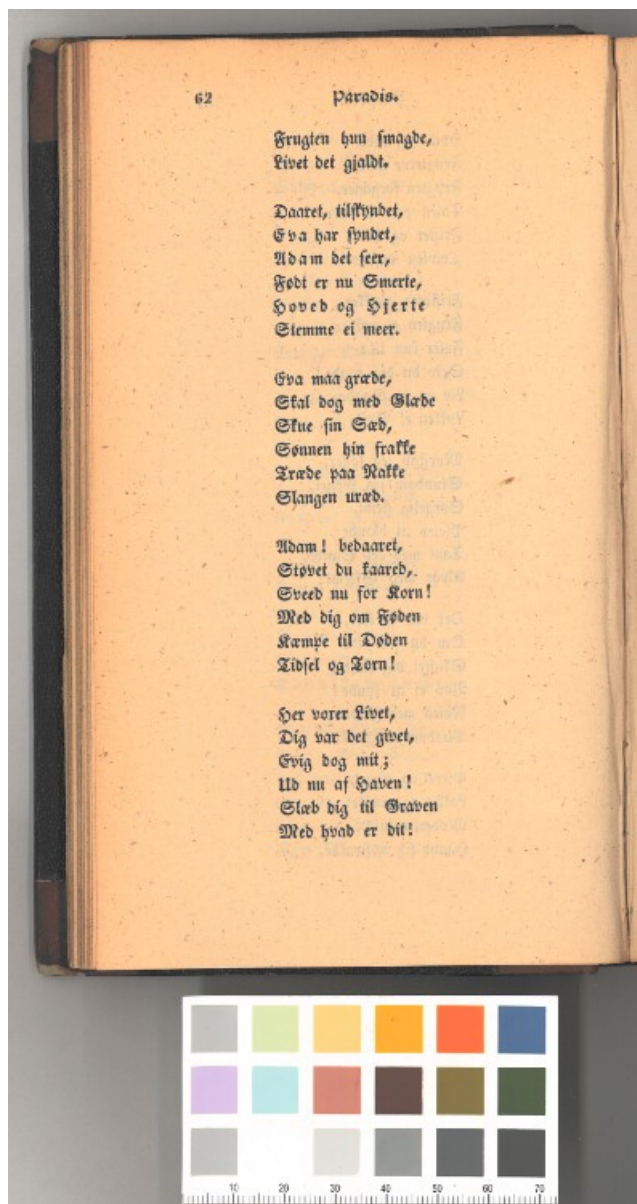 62 Paradis.
Frugten hun smagde,
Livet det gjaldt.
Daaret, tilskyndet,
Eva har syndet,
Adam det seer,
Født er nu Smerte,
Hoved og Hjerte
Stemme ei meer.
Eva maa græde,
Skal dog med Glæde
Skue sin Sæd,
Sønnen hin frakke
Træde paa Nakke
Slangen uræd.
Adam! bedaaret,
Støvet du kaared,
Sveed nu for Korn!
Med dig om Føden
Kæmpe til Døden
Tidsel og Torn!
Her voxer Livet,
Dig var det givet,
Evig dog mit;
Ud nu af Haven!
Slæb dig til Graven
Med hvad er dit!
10 20 30 40 50 60 70